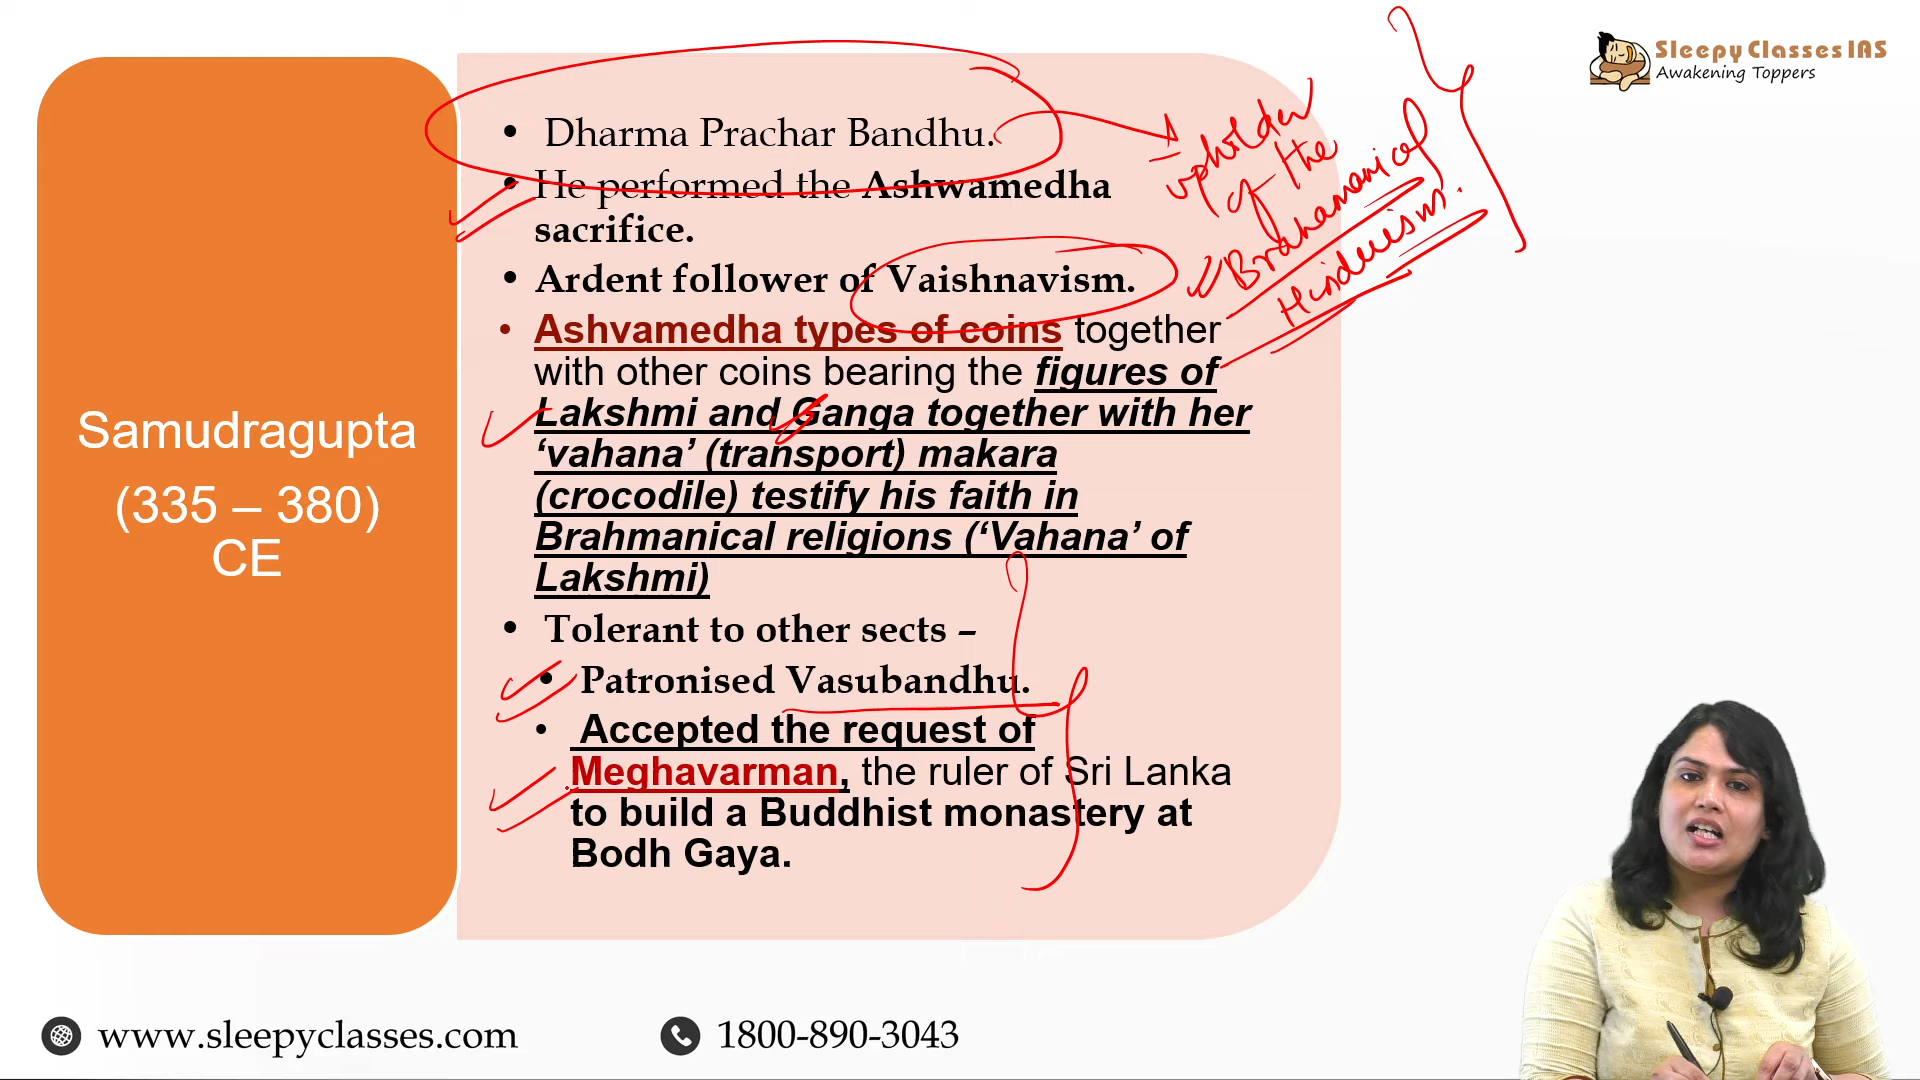 Sleepy Classes IAS
Awakening Toppers
Samudragupta
(335 – 380)
CE
• Dharma Prachar Bandhu.
• He performed the Ashwamedha
sacrifice.
• Ardent follower of Vaishnavism.
• Ashvamedha types of coins together
with other coins bearing the figures of
Lakshmi and Ganga together with her
‘vahana’ (transport) makara
(crocodile) testify his faith in
Brahmanical religions (‘Vahana’ of
Lakshmi)
• Tolerant to other sects –
• Patronised Vasubandhu.
• Accepted the request of
Meghavarman, the ruler of Sri Lanka
to build a Buddhist monastery at
Bodh Gaya.
upholder
of the
Brahamanical
Hinduism.
www.sleepyclasses.com
1800-890-3043